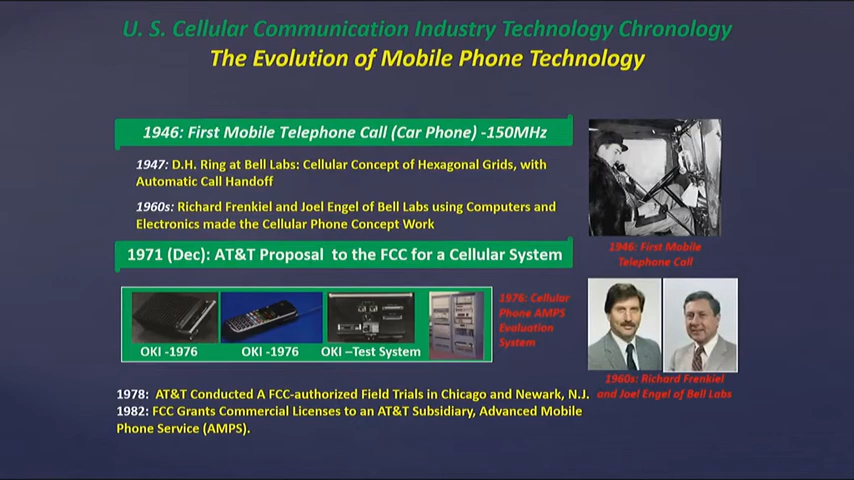 U. S. Cellular Communication Industry Technology Chronology
The Evolution of Mobile Phone Technology
1946: First Mobile Telephone Call (Car Phone) -150MHz
1947: D.H. Ring at Bell Labs: Cellular Concept of Hexagonal Grids, with
Automatic Call Handoff
1960s: Richard Frenkiel and Joel Engel of Bell Labs using Computers and
Electronics made the Cellular Phone Concept Work
1946: First Mobile
Telephone Call
1971 (Dec): AT&T Proposal to the FCC for a Cellular System
OKI -1976
OKI -1976
OKI –Test System
1976: Cellular
Phone AMPS
Evaluation
System
1960s: Richard Frenkiel
and Joel Engel of Bell Labs
1978: AT&T Conducted A FCC-authorized Field Trials in Chicago and Newark, N.J.
1982: FCC Grants Commercial Licenses to an AT&T Subsidiary, Advanced Mobile
Phone Service (AMPS).